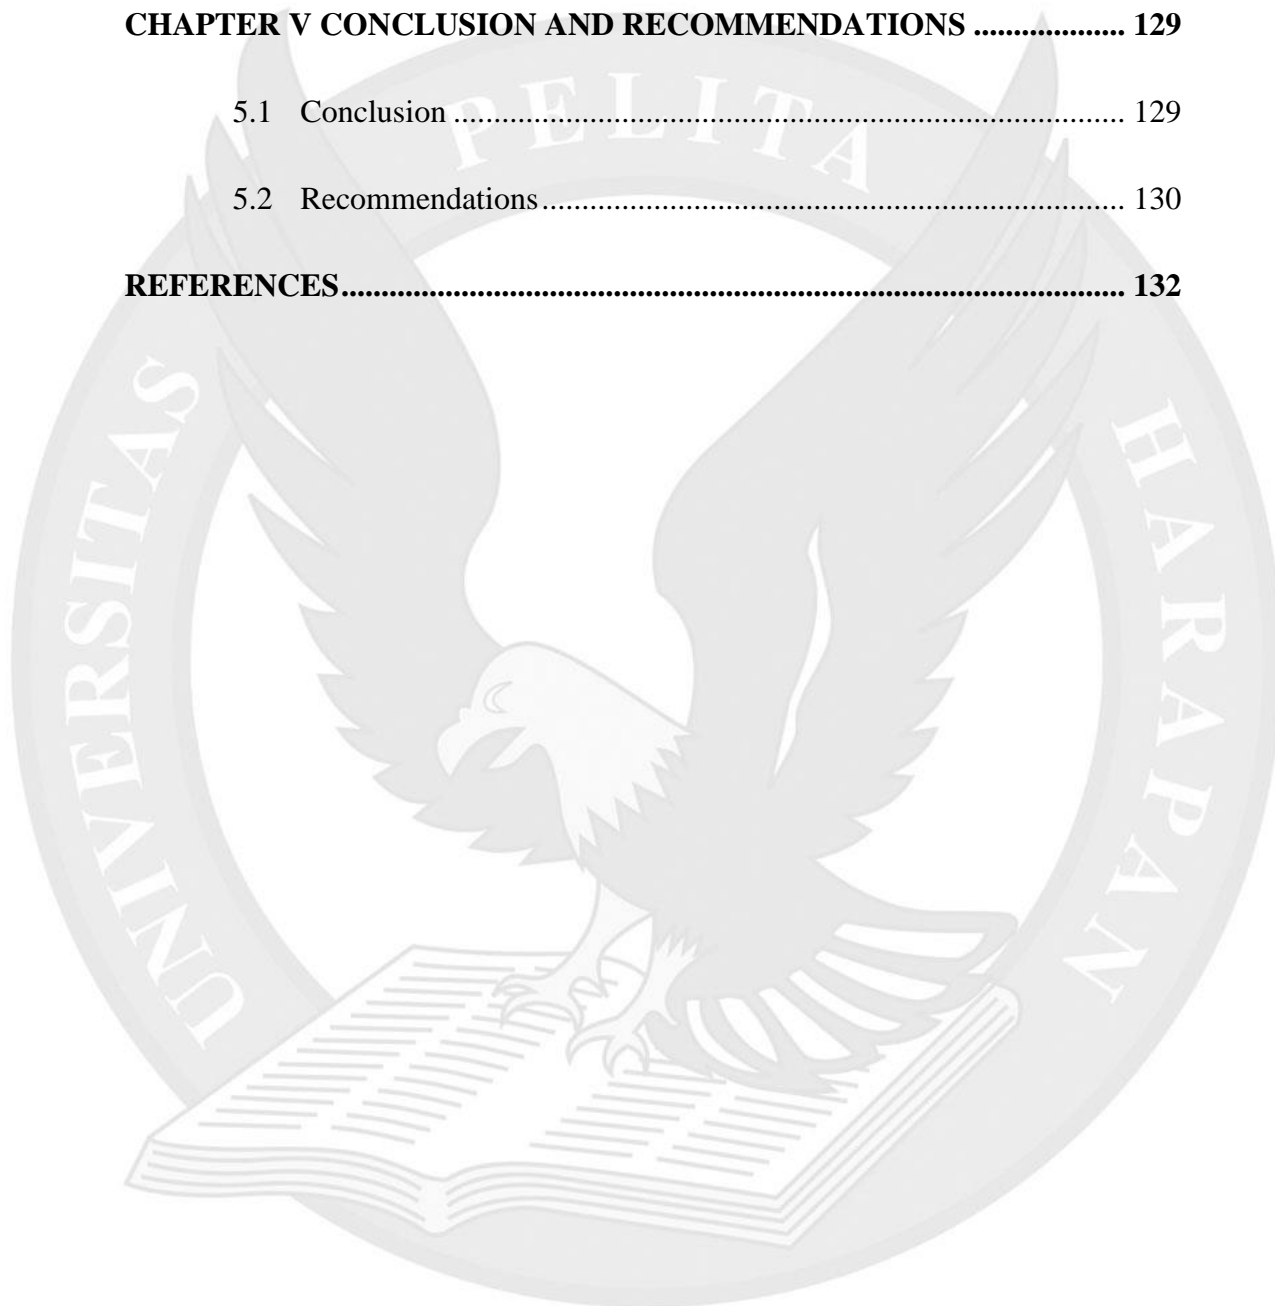 CHAPTER V CONCLUSION AND RECOMMENDATIONS ................... 129
5.1 Conclusion .................................................................................... 129
5.2 Recommendations ......................................................................... 130
REFERENCES .................................................................................................. 132
UNIVERSITAS PELITA HARAPAN